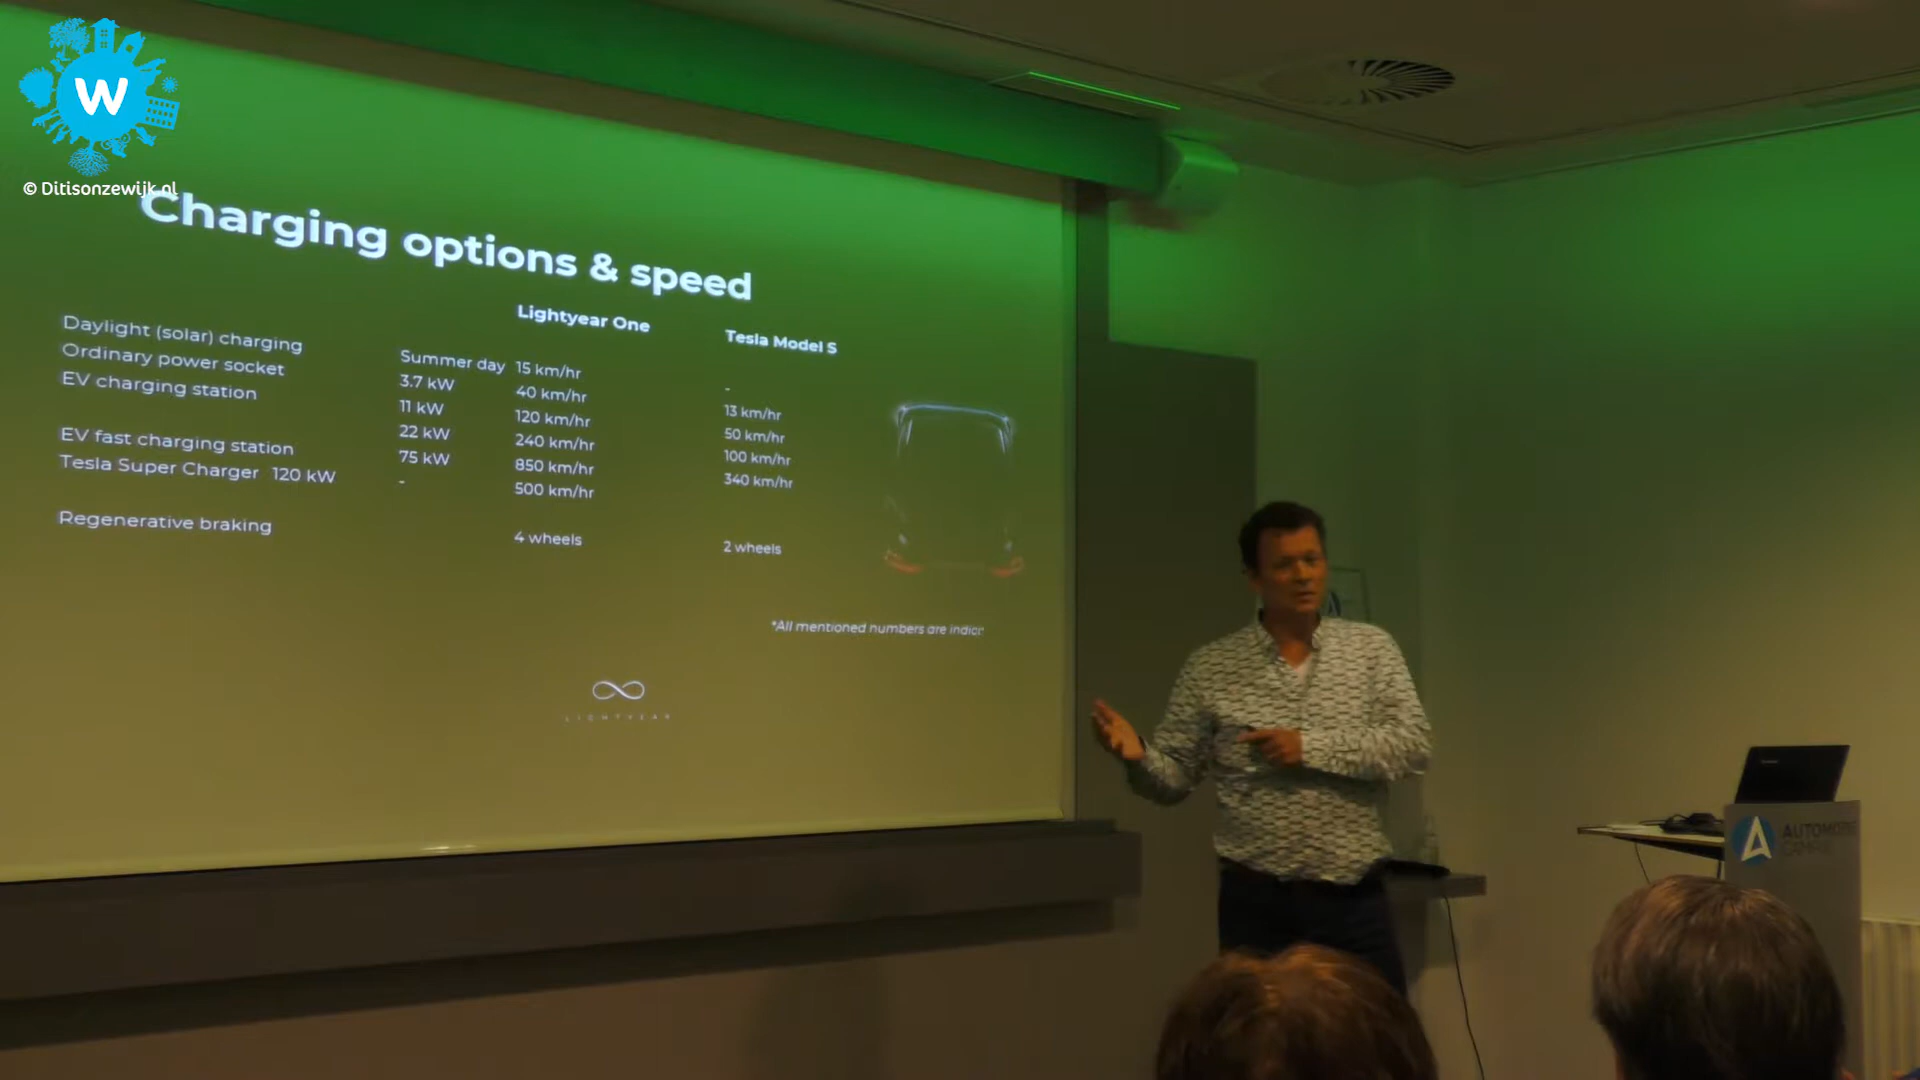 W
© Ditisonzewijk.nl
Charging options & speed
Lightyear One Tesla Model S
Daylight (solar) charging Summer day 15 km/hr -
Ordinary power socket 3.7 kW 40 km/hr 13 km/hr
EV charging station 11 kW 120 km/hr 50 km/hr
22 kW 240 km/hr 100 km/hr
EV fast charging station 75 kW 850 km/hr 340 km/hr
Tesla Super Charger 120 kW - 500 km/hr
Regenerative braking 4 wheels 2 wheels
*All mentioned numbers are
LIGHTYEAR
AUTOMOTIVE
CAMPUS